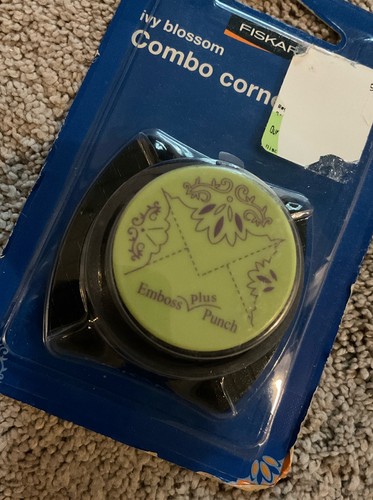 FISKAR
ivy blossom
Combo corne
Emboss plus
Punch